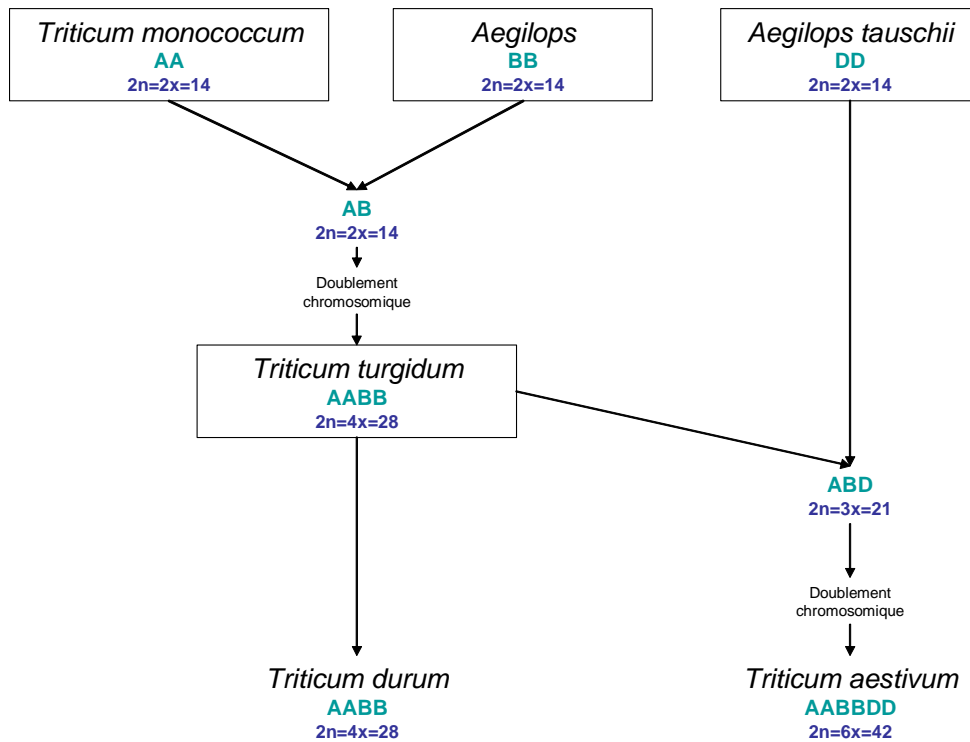 Triticum monococcum
AA
2n=2x=14
Aegilops
BB
2n=2x=14
Aegilops tauschii
DD
2n=2x=14
AB
2n=2x=14
Doublement
chromosomique
Triticum turgidum
AABB
2n=4x=28
ABD
2n=3x=21
Doublement
chromosomique
Triticum durum
AABB
2n=4x=28
Triticum aestivum
AABBDD
2n=6x=42